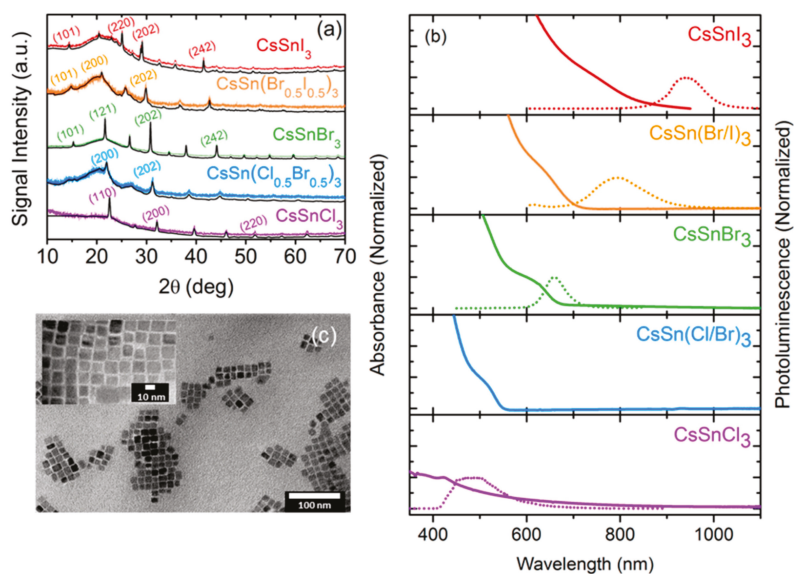 (a)
(101)
(220)
(202)
(242)
CsSnI3
(101)
(200)
(202)
CsSn(Br0.5I0.5)3
(101)
(121)
(202)
(242)
CsSnBr3
(200)
(202)
CsSn(Cl0.5Br0.5)3
(110)
(200)
(220)
CsSnCl3
Signal Intensity (a.u.)
10 20 30 40 50 60 70
2θ (deg)
(c)
10 nm
100 nm
(b)
CsSnI3
CsSn(Br/I)3
CsSnBr3
CsSn(Cl/Br)3
CsSnCl3
Absorbance (Normalized)
Photoluminescence (Normalized)
400 600 800 1000
Wavelength (nm)